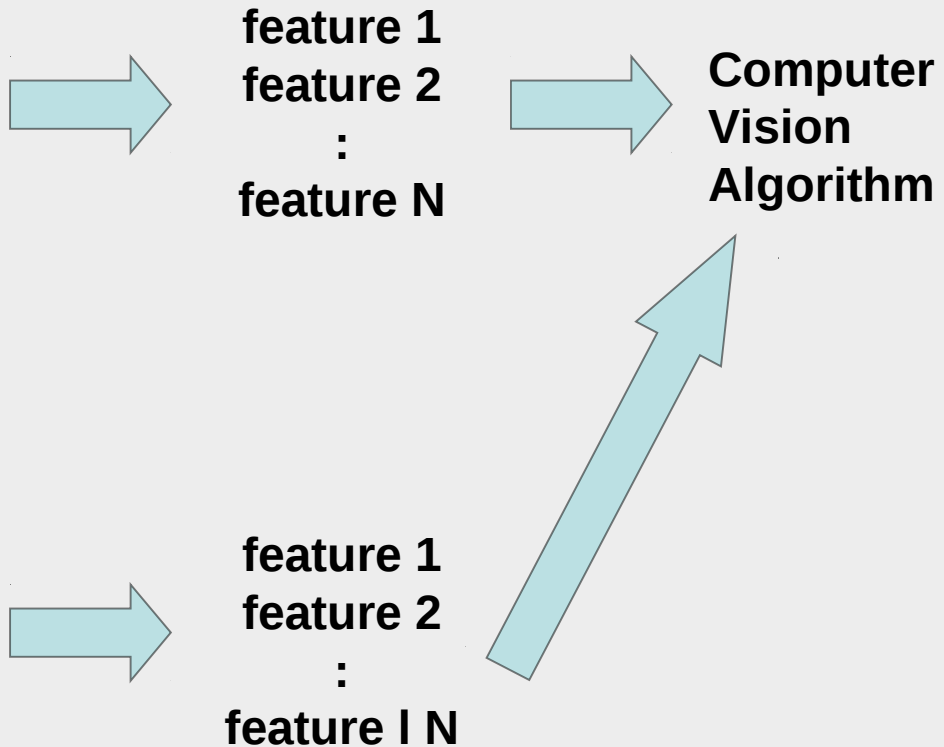 feature 1
feature 2
:
feature N
Computer
Vision
Algorithm
feature 1
feature 2
:
feature l N